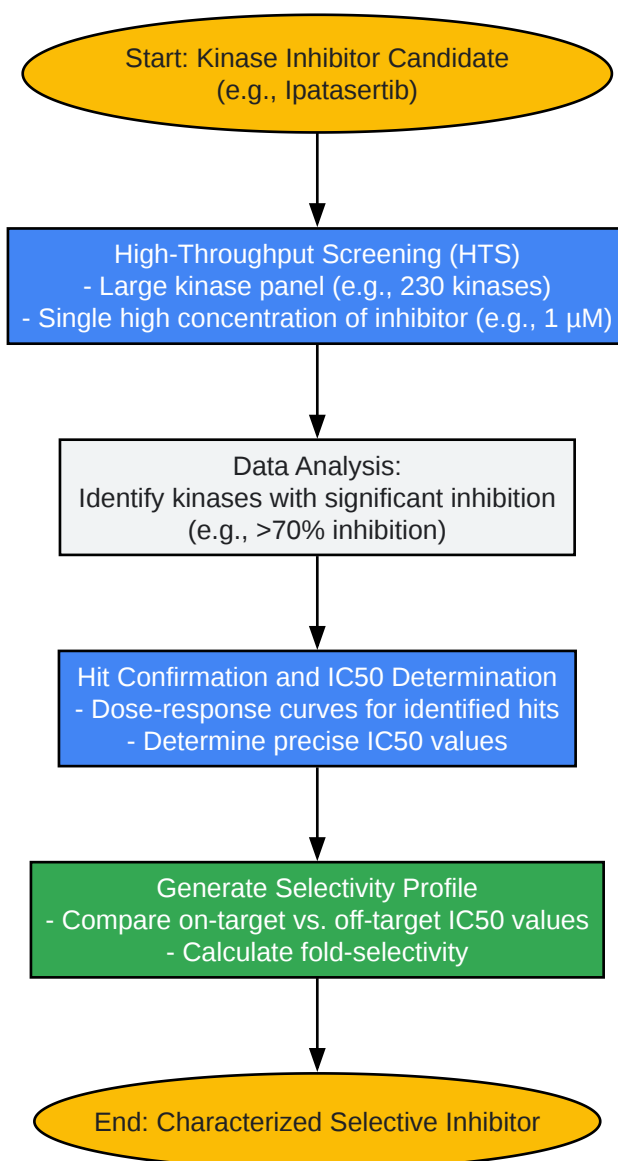 Start: Kinase Inhibitor Candidate
(e.g., Ipatasertib)
High-Throughput Screening (HTS)
- Large kinase panel (e.g., 230 kinases)
- Single high concentration of inhibitor (e.g., 1 µM)
Data Analysis:
Identify kinases with significant inhibition
(e.g., >70% inhibition)
Hit Confirmation and IC50 Determination
- Dose-response curves for identified hits
- Determine precise IC50 values
Generate Selectivity Profile
- Compare on-target vs. off-target IC50 values
- Calculate fold-selectivity
End: Characterized Selective Inhibitor